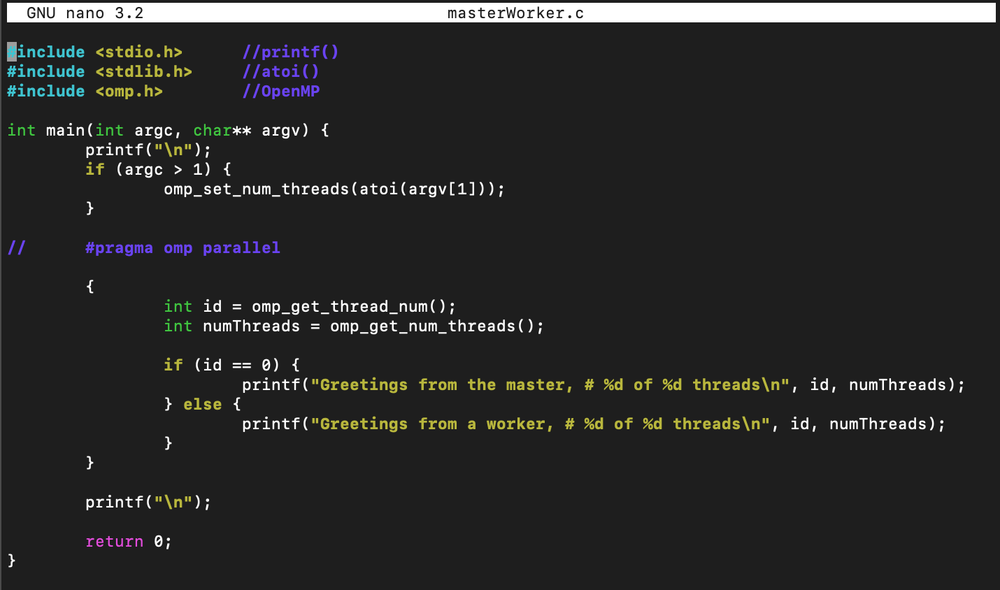 GNU nano 3.2 masterWorker.c
#include <stdio.h> //printf()
#include <stdlib.h> //atoi()
#include <omp.h> //OpenMP
int main(int argc, char** argv) {
printf("\n");
if (argc > 1) {
omp_set_num_threads(atoi(argv[1]));
}
// #pragma omp parallel
{
int id = omp_get_thread_num();
int numThreads = omp_get_num_threads();
if (id == 0) {
printf("Greetings from the master, # %d of %d threads\n", id, numThreads);
} else {
printf("Greetings from a worker, # %d of %d threads\n", id, numThreads);
}
}
printf("\n");
return 0;
}